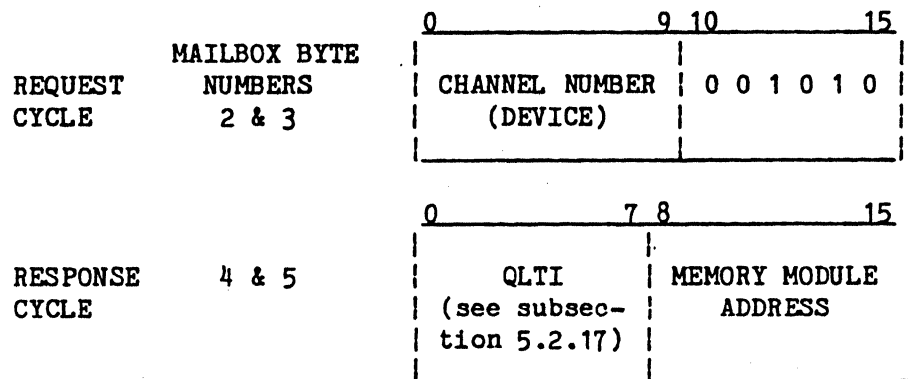 0 9 10 15
MAILBOX BYTE
REQUEST NUMBERS CHANNEL NUMBER 0 0 1 0 1 0
CYCLE 2 & 3 (DEVICE)
0 7 8 15
RESPONSE 4 & 5 QLTI MEMORY MODULE
CYCLE (see subsec- ADDRESS
tion 5.2.17)